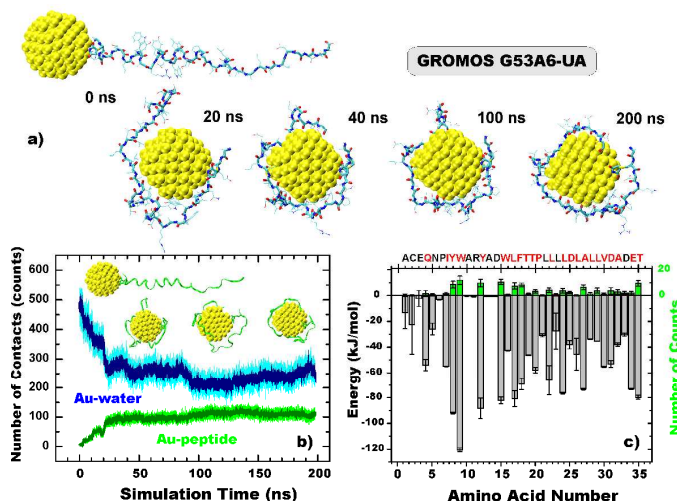 GROMOS G53A6-UA
0 ns
20 ns
40 ns
100 ns
200 ns
a)
Number of Contacts (counts)
600
500
400
300
200
100
0
Au-water
Au-peptide
b)
0 50 100 150 200
Simulation Time (ns)
ACEQNPIYWARYADWLFTTPLLLLDLALLVDADET
Energy (kJ/mol)
0
-20
-40
-60
-80
-100
-120
20
0
Number of Contacts
c)
0 5 10 15 20 25 30 35
Amino Acid Number